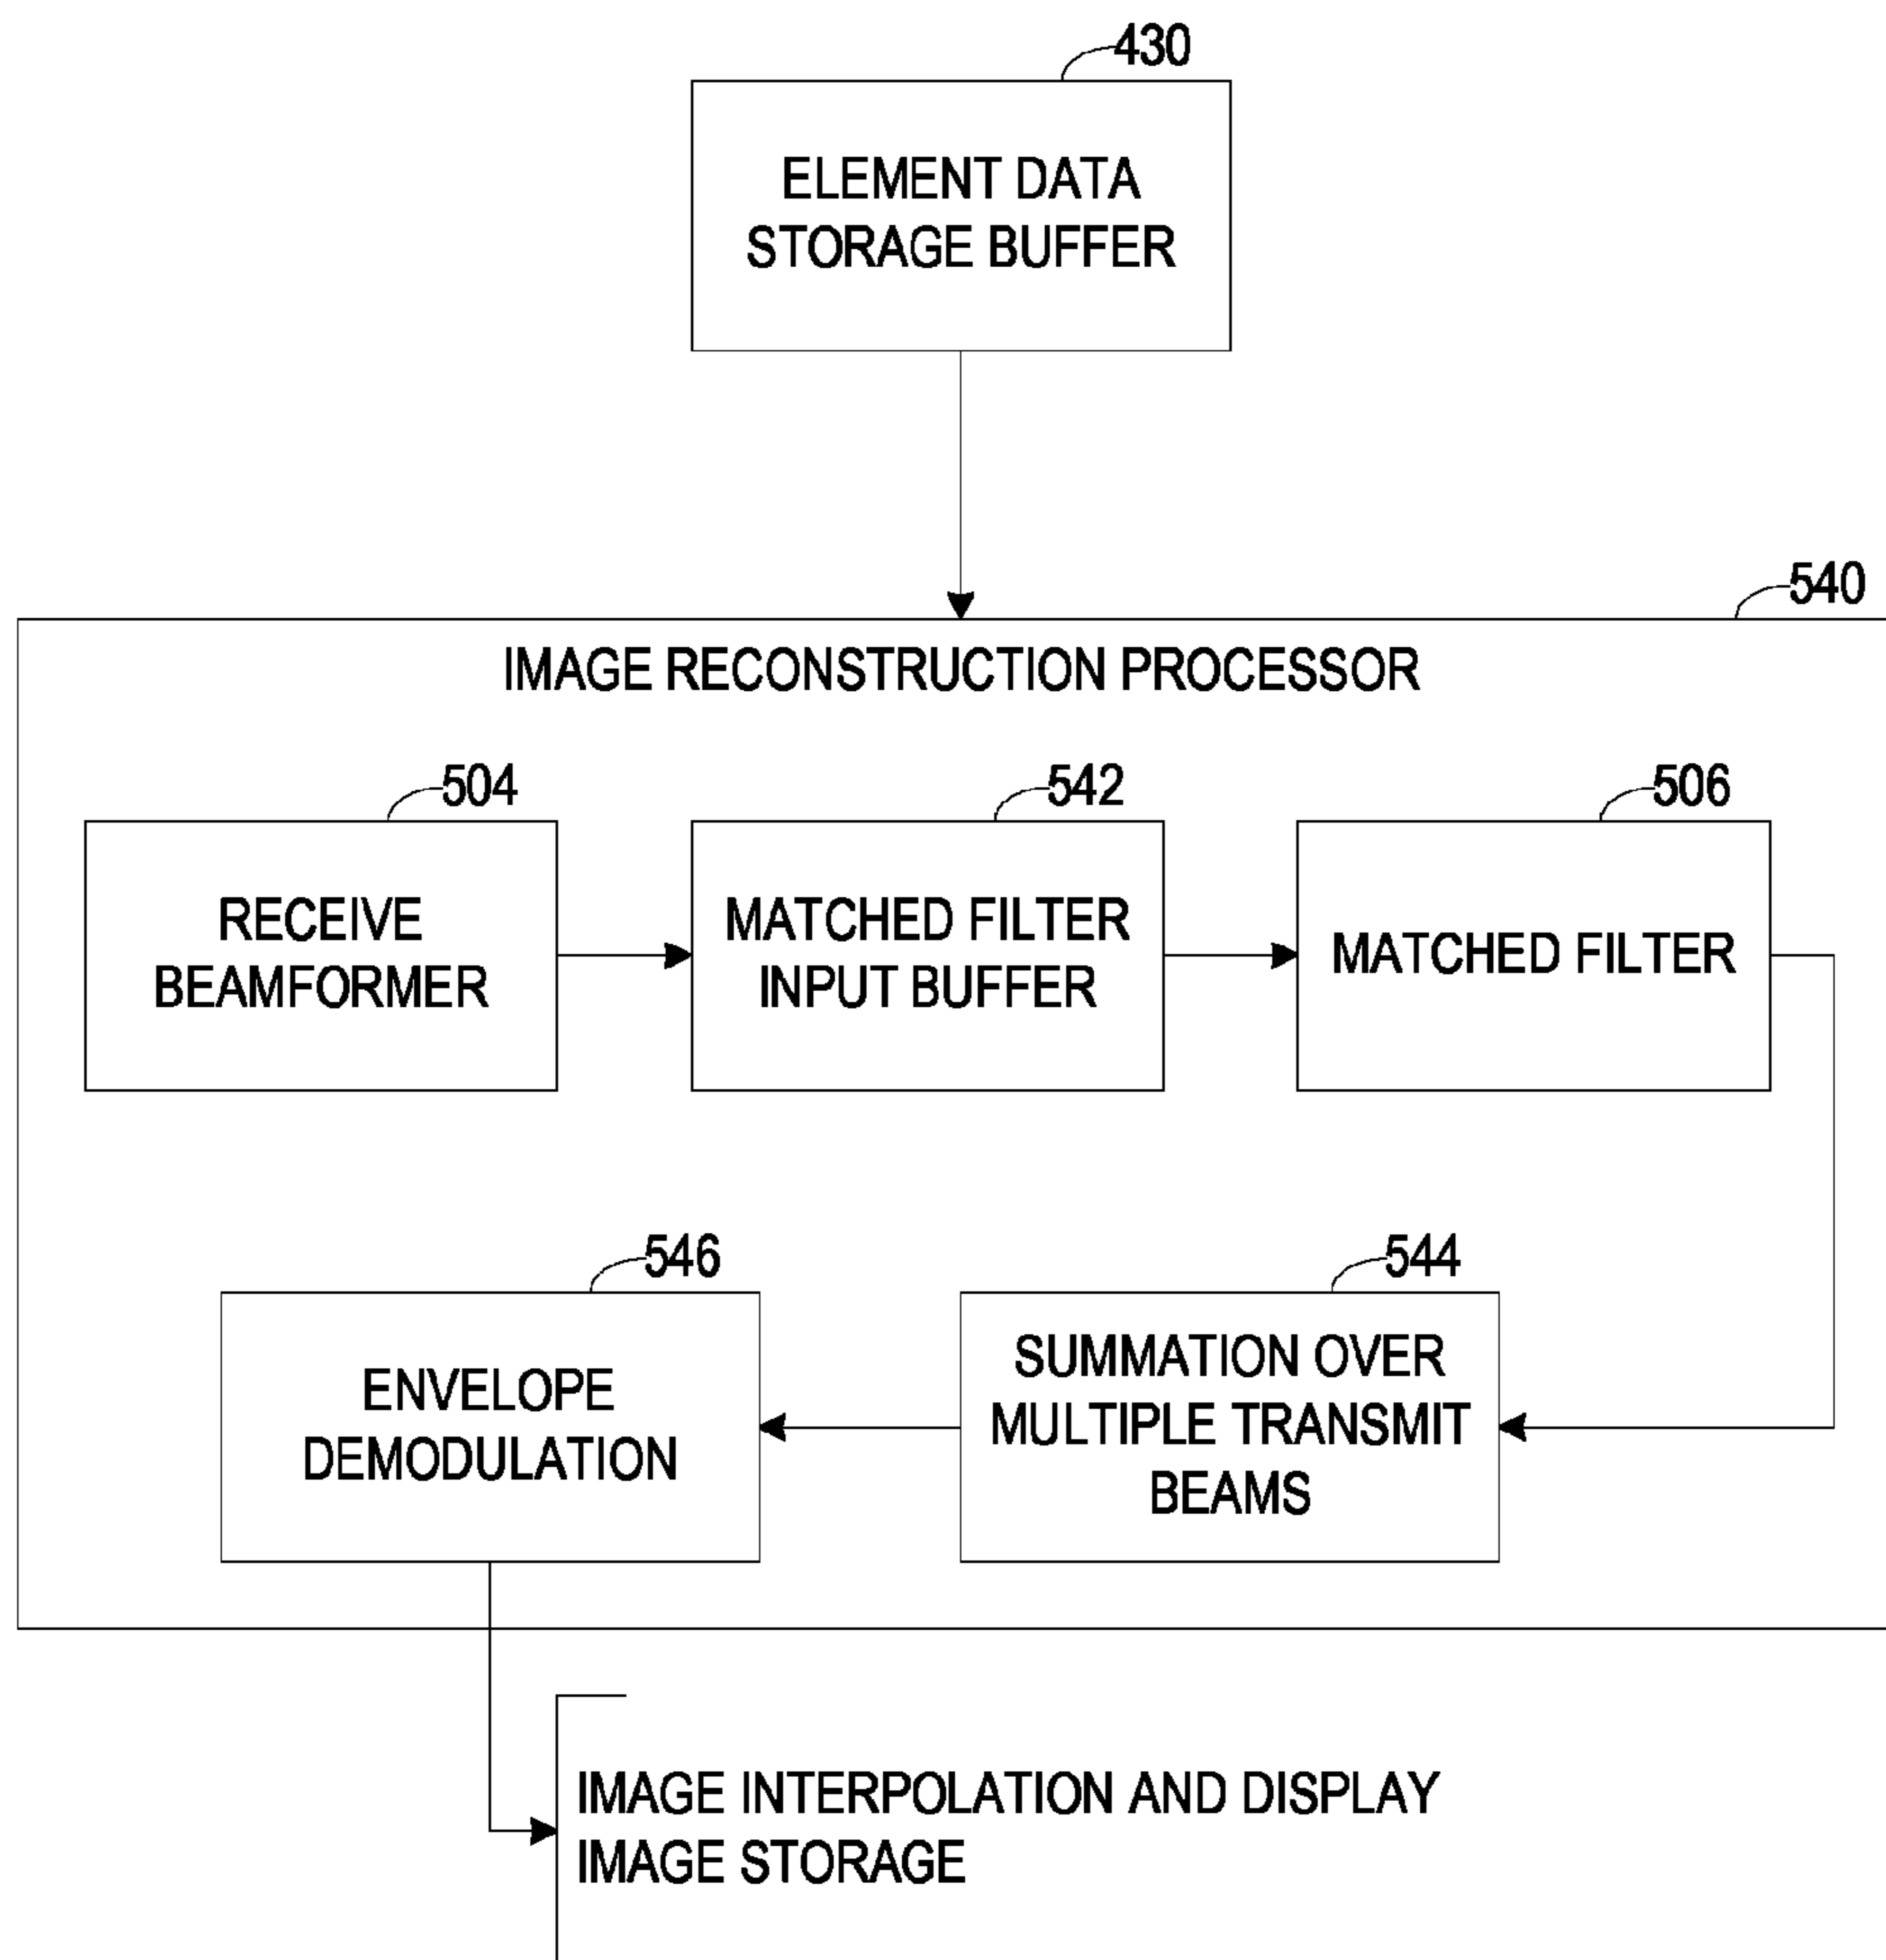 430
ELEMENT DATA
STORAGE BUFFER
540
IMAGE RECONSTRUCTION PROCESSOR
504
542
506
RECEIVE
BEAMFORMER
MATCHED FILTER
INPUT BUFFER
MATCHED FILTER
546
544
ENVELOPE
DEMODULATION
SUMMATION OVER
MULTIPLE TRANSMIT
BEAMS
IMAGE INTERPOLATION AND DISPLAY
IMAGE STORAGE